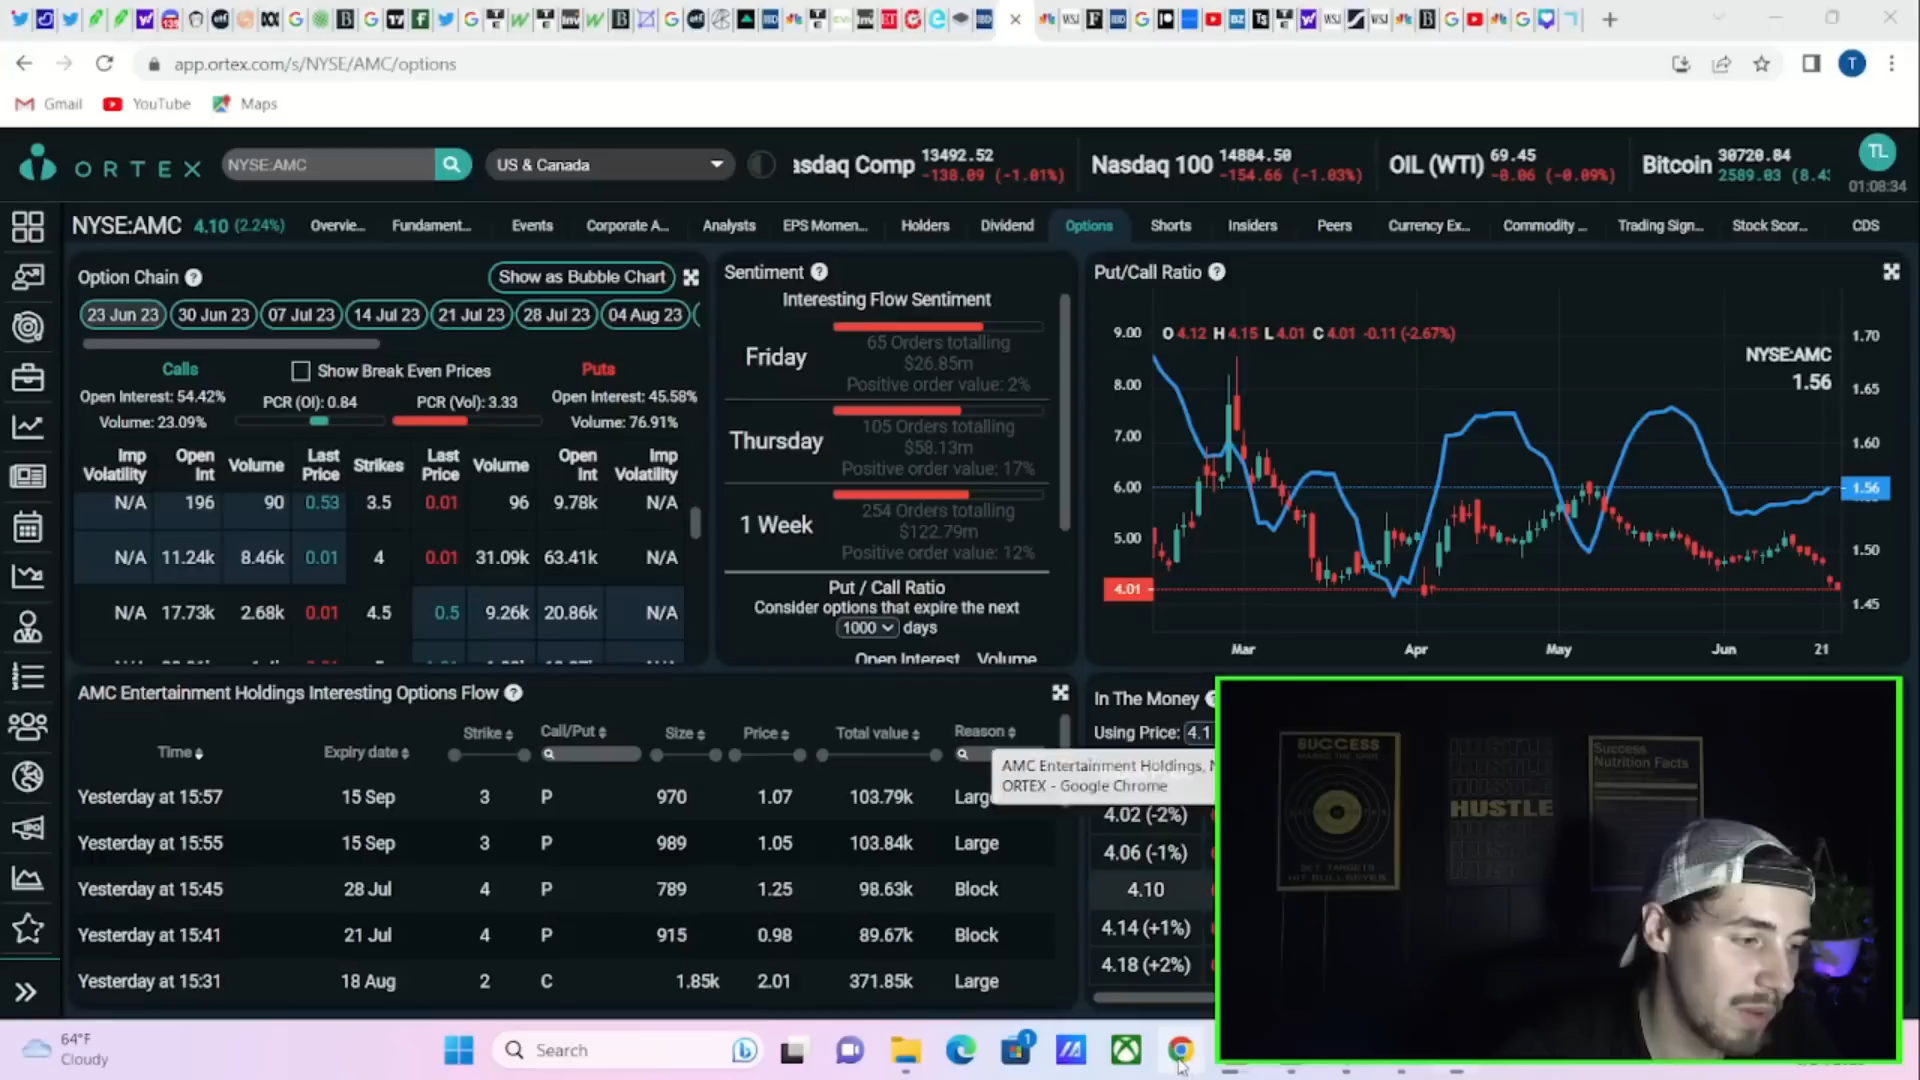 app.ortex.com/s/NYSE/AMC/options
T
Gmail YouTube Maps
ORTEX
NYSE:AMC
US & Canada
asdaq Comp 13492.52 -138.09 (-1.01%)
Nasdaq 100 14884.50 -154.66 (-1.03%)
OIL (WTI) 69.45 -0.06 (-0.09%)
Bitcoin 30720.84 2589.03 (8.4
TL
01:08:34
NYSE:AMC 4.10 (2.24%)
Overvie... Fundament... Events Corporate A... Analysts EPS Momen... Holders Dividend Options Shorts Insiders Peers Currency Ex... Commodity ... Trading Sign... Stock Scor... CDS
Option Chain ?
Show as Bubble Chart
23 Jun 23 30 Jun 23 07 Jul 23 14 Jul 23 21 Jul 23 28 Jul 23 04 Aug 23
Calls
Show Break Even Prices
Puts
Open Interest: 54.42%
PCR (OI): 0.84
PCR (Vol): 3.33
Open Interest: 45.58%
Volume: 23.09%
Volume: 76.91%
Imp Volatility Open Int Volume Last Price Strikes Last Price Volume Open Int Imp Volatility
N/A 196 90 0.53 3.5 0.01 96 9.78k N/A
N/A 11.24k 8.46k 0.01 4 0.01 31.09k 63.41k N/A
N/A 17.73k 2.68k 0.01 4.5 0.5 9.26k 20.86k N/A
Sentiment ?
Interesting Flow Sentiment
Friday
65 Orders totalling
$26.85m
Positive order value: 2%
Thursday
105 Orders totalling
$58.13m
Positive order value: 17%
1 Week
254 Orders totalling
$122.79m
Positive order value: 12%
Put / Call Ratio
Consider options that expire the next
1000 days
Open Interest Volume
Put/Call Ratio ?
O 4.12 H 4.15 L 4.01 C 4.01 -0.11 (-2.67%)
NYSE:AMC
1.56
9.00
8.00
7.00
6.00
5.00
4.01
1.70
1.65
1.60
1.56
1.50
1.45
Mar Apr May Jun 21
AMC Entertainment Holdings Interesting Options Flow ?
Time Expiry date Strike Call/Put Size Price Total value Reason
Yesterday at 15:57 15 Sep 3 P 970 1.07 103.79k Larg
Yesterday at 15:55 15 Sep 3 P 989 1.05 103.84k Large
Yesterday at 15:45 28 Jul 4 P 789 1.25 98.63k Block
Yesterday at 15:41 21 Jul 4 P 915 0.98 89.67k Block
Yesterday at 15:31 18 Aug 2 C 1.85k 2.01 371.85k Large
In The Money
Using Price: 4.1
AMC Entertainment Holdings,
ORTEX - Google Chrome
4.02 (-2%)
4.06 (-1%)
4.10
4.14 (+1%)
4.18 (+2%)
SUCCESS
SET TARGETS
HIT BULLSEYES
HUSTLE
HUSTLE
HUSTLE
HUSTLE
Success
Nutrition Facts
64°F
Cloudy
Search
1